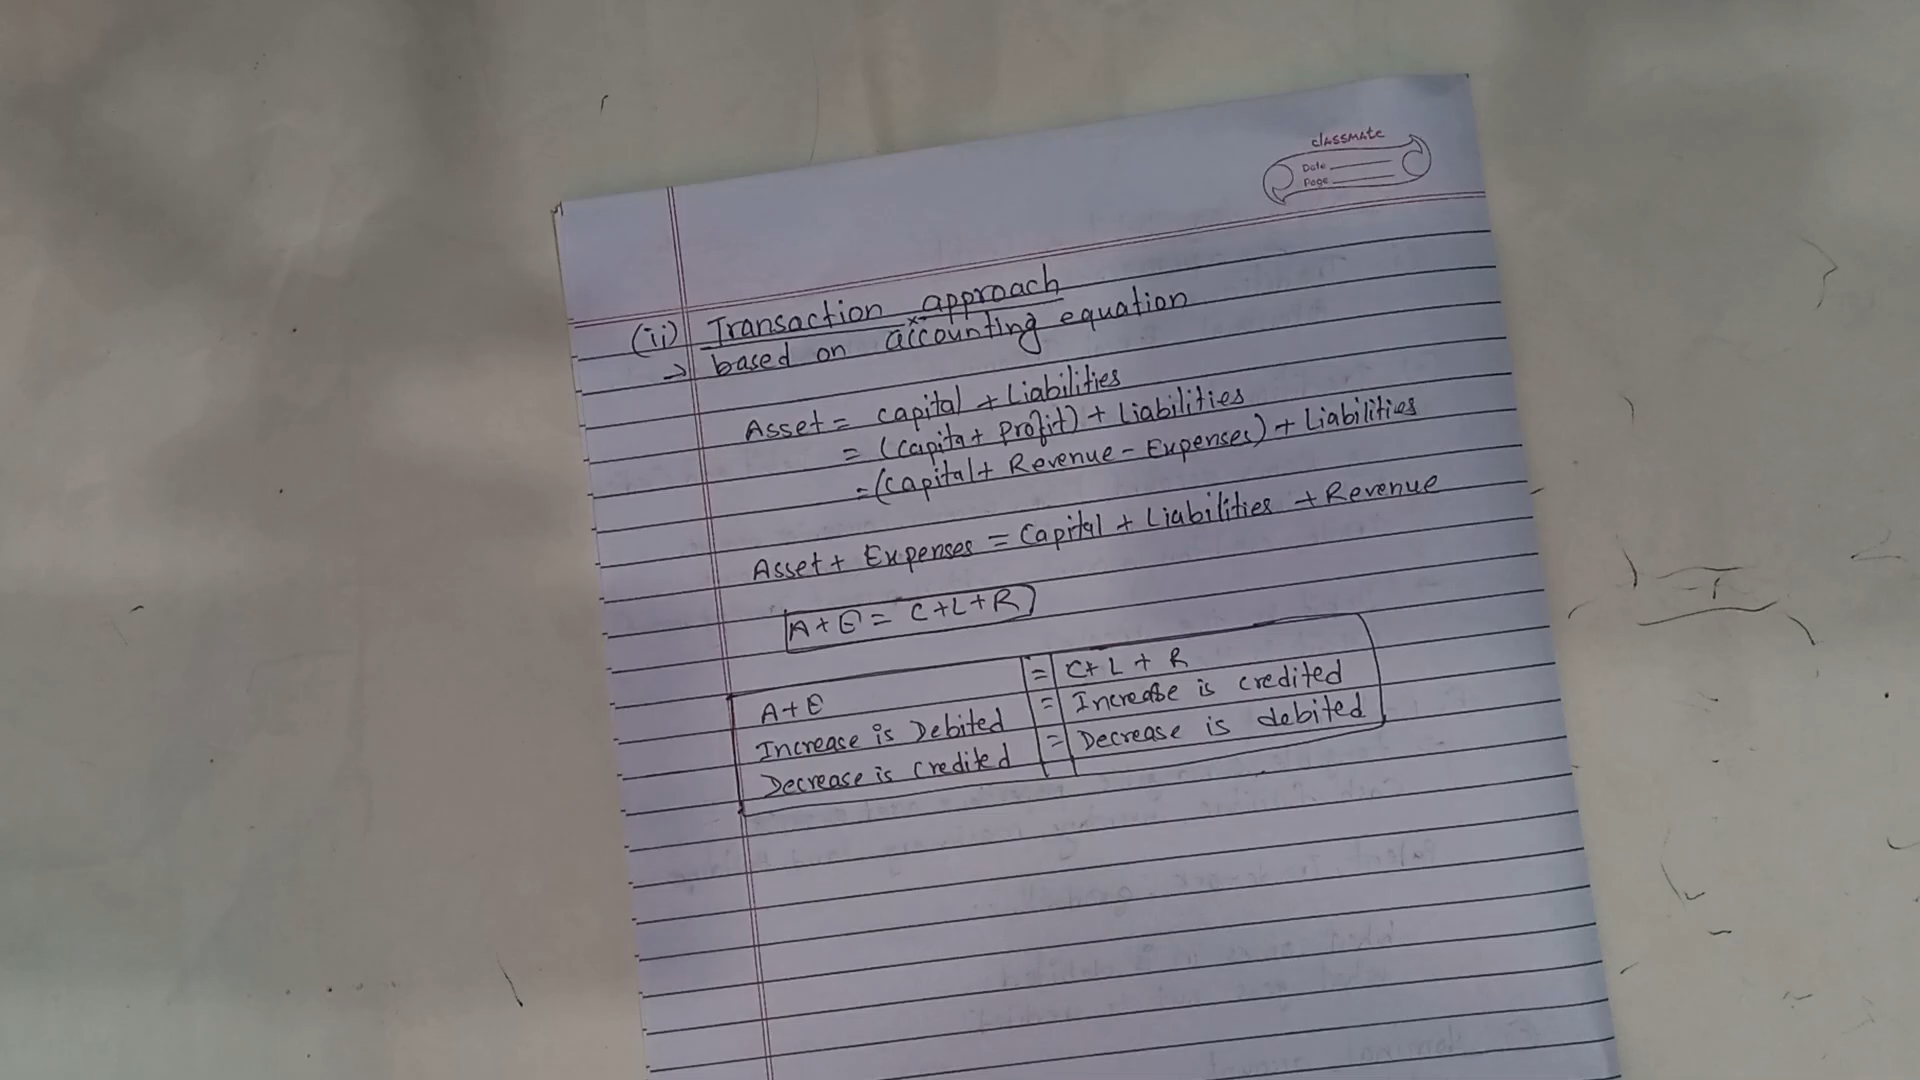 classmate
Date
Page
(ii) Transaction approach
→ based on accounting equation
Asset = capital + Liabilities
= (capita+ Profit) + Liabilities
= (capital + Revenue - Expenses) + Liabilities
Asset + Expenses = Capital + Liabilities + Revenue
A + E = C+L+R
A+E = C+ L + R
Increase is Debited = Increase is credited
Decrease is credited = Decrease is debited